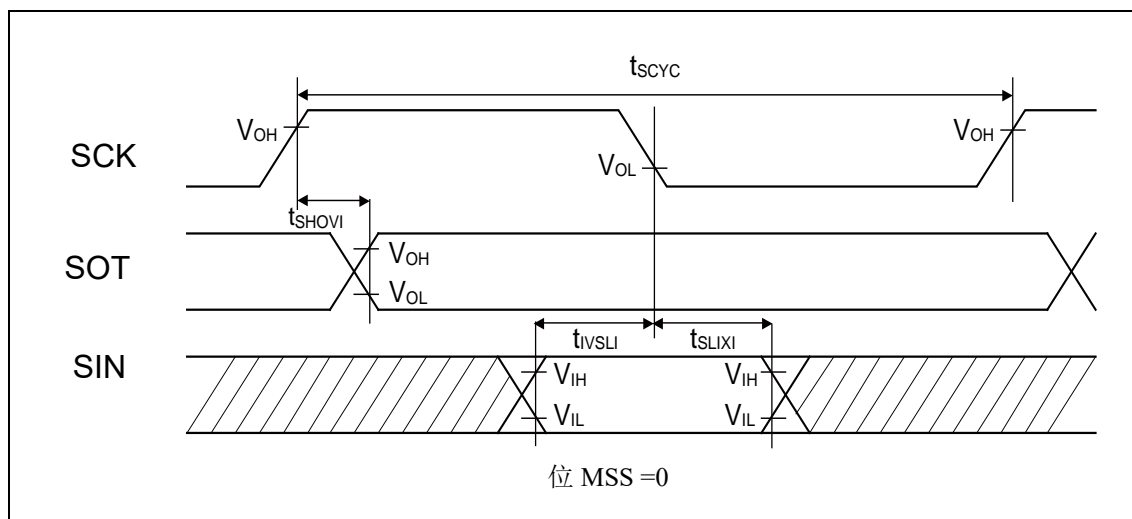 tSCYC
SCK
VOH
VOL
VOH
tSHOVI
SOT
VOH
VOL
tIVSLI
tSLIXI
SIN
VIH
VIH
VIL
VIL
位 MSS =0